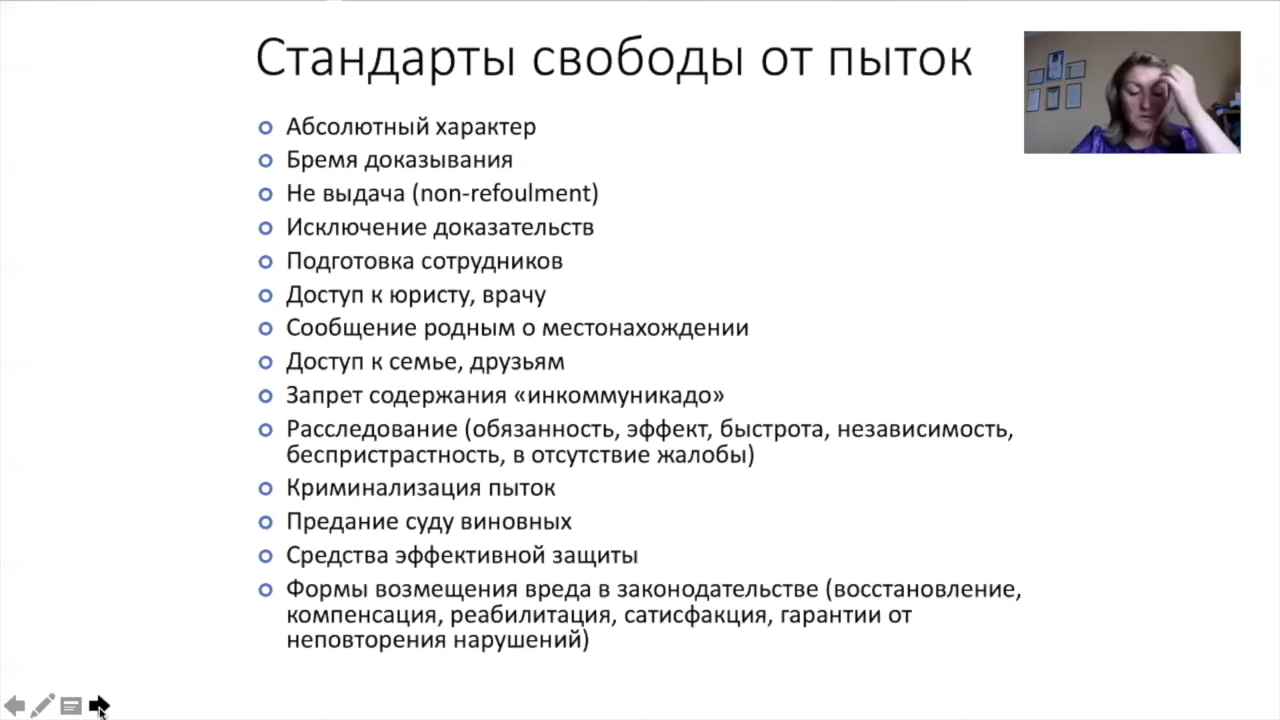 Стандарты свободы от пыток
Абсолютный характер
Бремя доказывания
Не выдача (non-refoulment)
Исключение доказательств
Подготовка сотрудников
Доступ к юристу, врачу
Сообщение родным о местонахождении
Доступ к семье, друзьям
Запрет содержания «инкоммуникадо»
Расследование (обязанность, эффект, быстрота, независимость,
беспристрастность, в отсутствие жалобы)
Криминализация пыток
Предание суду виновных
Средства эффективной защиты
Формы возмещения вреда в законодательстве (восстановление,
компенсация, реабилитация, сатисфакция, гарантии от
неповторения нарушений)